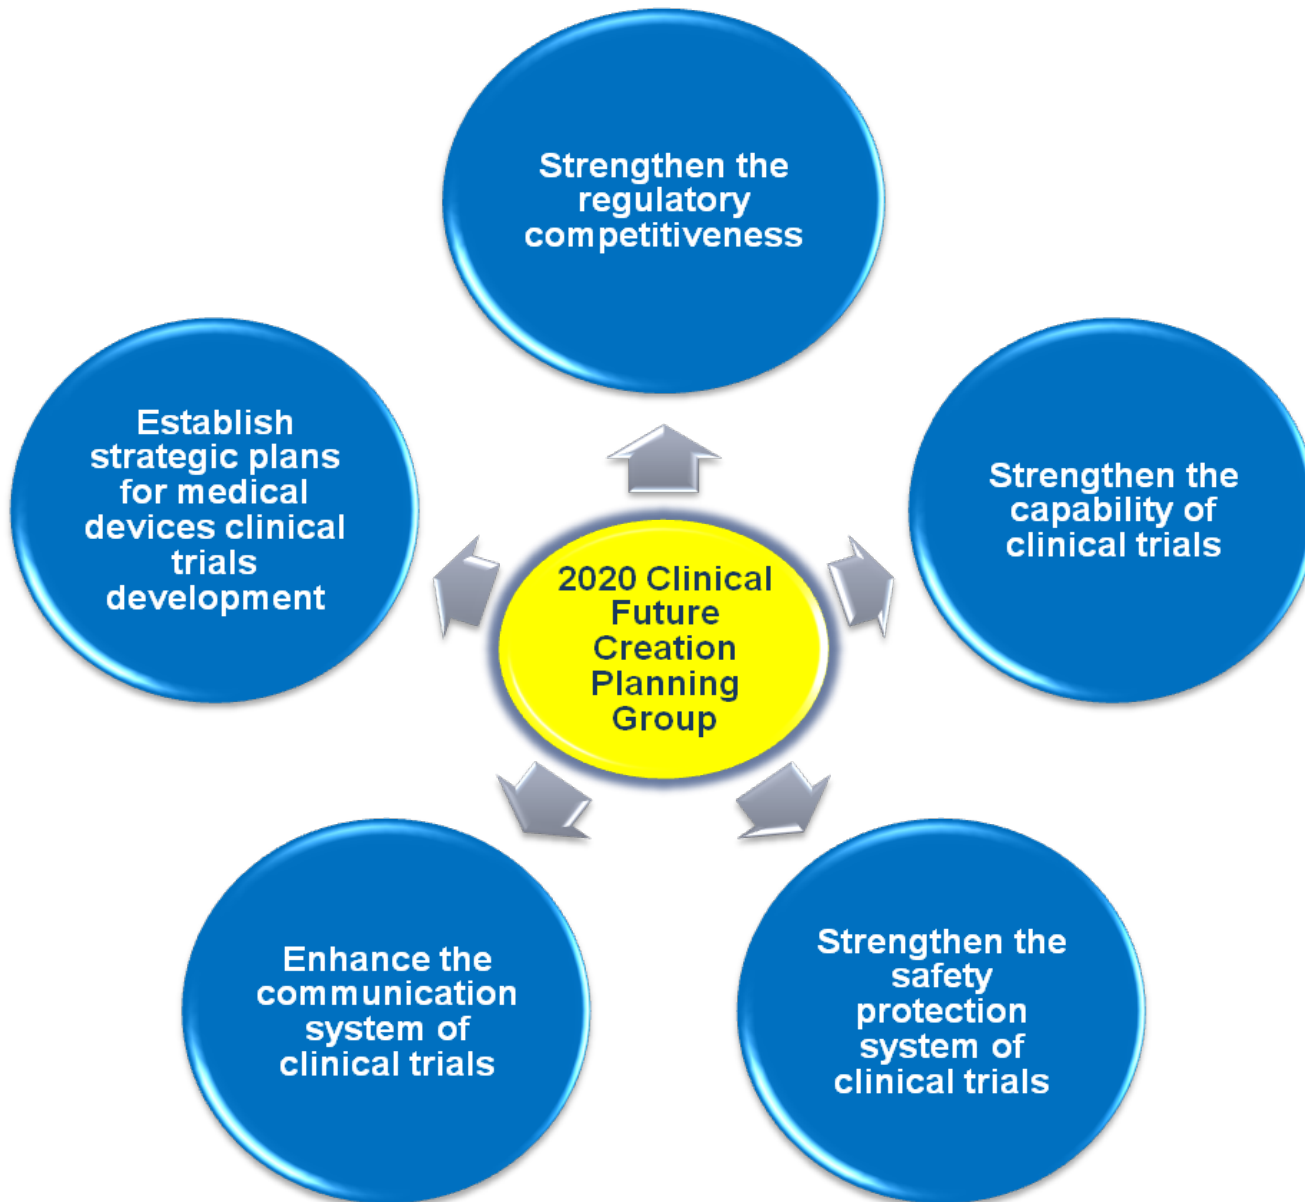 Strengthen the
regulatory
competitiveness
Establish
strategic plans
for medical
devices clinical
trials
development
Strengthen the
capability of
clinical trials
2020 Clinical
Future
Creation
Planning
Group
Enhance the
communication
system of
clinical trials
Strengthen the
safety
protection
system of
clinical trials